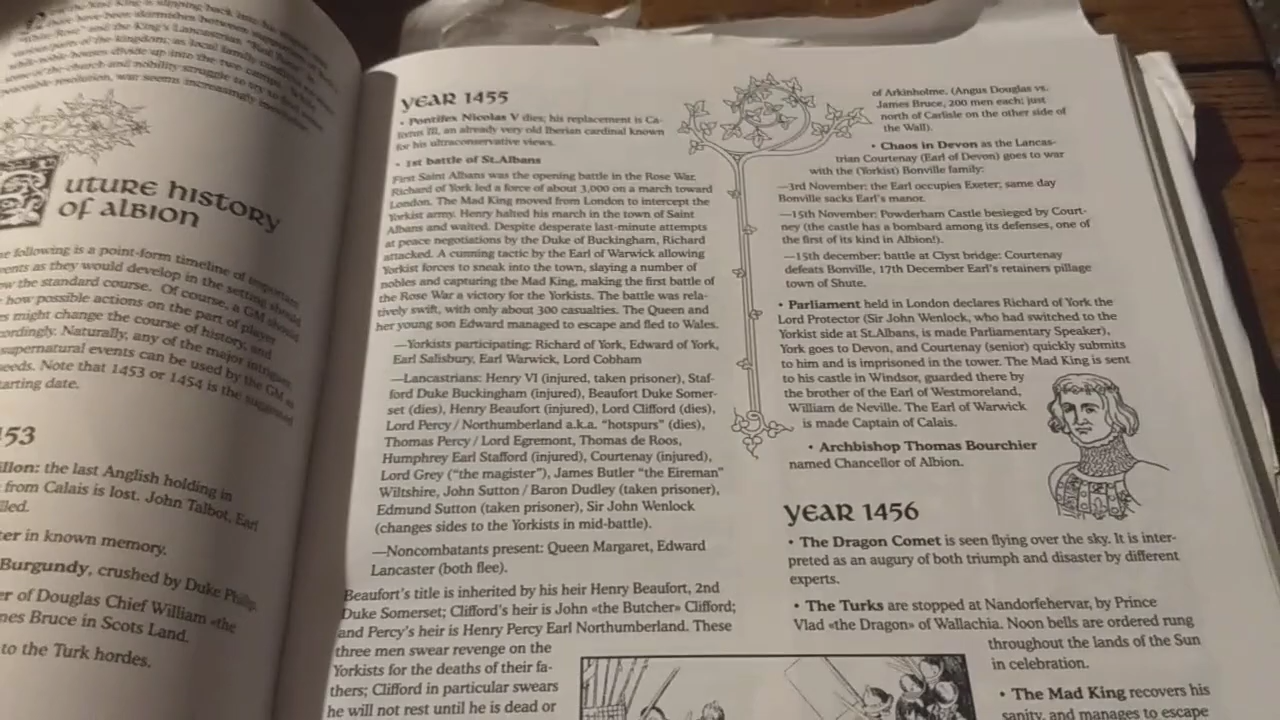 uture history
of albion
following is a point-form timeline of important
as they would develop in the setting should
the standard course. Of course, a GM should
how possible actions on the part of player
might change the course of history, and
Naturally, any of the major intrigues
supernatural events can be used by the GM as
Note that 1453 or 1454 is the suggested
date.
the last Anglish holding in
from Calais is lost. John Talbot, Earl
in known memory.
Burgundy, crushed by Duke Philip.
of Douglas Chief William «the
Bruce in Scots Land.
to the Turk hordes.
year 1455
• Pontifex Nicolas V dies; his replacement is Ca-
lixtus III, an already very old Iberian cardinal known
for his ultraconservative views.
• 1st battle of St.Albans
First Saint Albans was the opening battle in the Rose War.
Richard of York led a force of about 3,000 on a march toward
London. The Mad King moved from London to intercept the
Yorkist army. Henry halted his march in the town of Saint
Albans and waited. Despite desperate last-minute attempts
at peace negotiations by the Duke of Buckingham, Richard
attacked. A cunning tactic by the Earl of Warwick allowing
Yorkist forces to sneak into the town, slaying a number of
nobles and capturing the Mad King, making the first battle of
the Rose War a victory for the Yorkists. The battle was rela-
tively swift, with only about 300 casualties. The Queen and
her young son Edward managed to escape and fled to Wales.
—Yorkists participating: Richard of York, Edward of York,
Earl Salisbury, Earl Warwick, Lord Cobham
—Lancastrians: Henry VI (injured, taken prisoner), Staf-
ford Duke Buckingham (injured), Beaufort Duke Somer-
set (dies), Henry Beaufort (injured), Lord Clifford (dies),
Lord Percy / Northumberland a.k.a. "hotspurs" (dies),
Thomas Percy / Lord Egremont, Thomas de Roos,
Humphrey Earl Stafford (injured), Courtenay (injured),
Lord Grey ("the magister"), James Butler "the Eireman"
Wiltshire, John Sutton / Baron Dudley (taken prisoner),
Edmund Sutton (taken prisoner), Sir John Wenlock
(changes sides to the Yorkists in mid-battle).
—Noncombatants present: Queen Margaret, Edward
Lancaster (both flee).
Beaufort's title is inherited by his heir Henry Beaufort, 2nd
Duke Somerset; Clifford's heir is John «the Butcher» Clifford;
and Percy's heir is Henry Percy Earl Northumberland. These
three men swear revenge on the
Yorkists for the deaths of their fa-
thers; Clifford in particular swears
he will not rest until he is dead or
of Arkinholme. (Angus Douglas vs.
James Bruce, 200 men each; just
north of Carlisle on the other side of
the Wall).
• Chaos in Devon as the Lancas-
trian Courtenay (Earl of Devon) goes to war
with the (Yorkist) Bonville family:
—3rd November: the Earl occupies Exeter; same day
Bonville sacks Earl's manor.
—15th November: Powderham Castle besieged by Court-
ney (the castle has a bombard among its defenses, one of
the first of its kind in Albion!).
—15th december: battle at Clyst bridge: Courtenay
defeats Bonville, 17th December Earl's retainers pillage
town of Shute.
• Parliament held in London declares Richard of York the
Lord Protector (Sir John Wenlock, who had switched to the
Yorkist side at St.Albans, is made Parliamentary Speaker),
York goes to Devon, and Courtenay (senior) quickly submits
to him and is imprisoned in the tower. The Mad King is sent
to his castle in Windsor, guarded there by
the brother of the Earl of Westmoreland,
William de Neville. The Earl of Warwick
is made Captain of Calais.
• Archbishop Thomas Bourchier
named Chancellor of Albion.
year 1456
• The Dragon Comet is seen flying over the sky. It is inter-
preted as an augury of both triumph and disaster by different
experts.
• The Turks are stopped at Nandorfehervar, by Prince
Vlad «the Dragon» of Wallachia. Noon bells are ordered rung
throughout the lands of the Sun
in celebration.
• The Mad King recovers his
sanity, and manages to escape